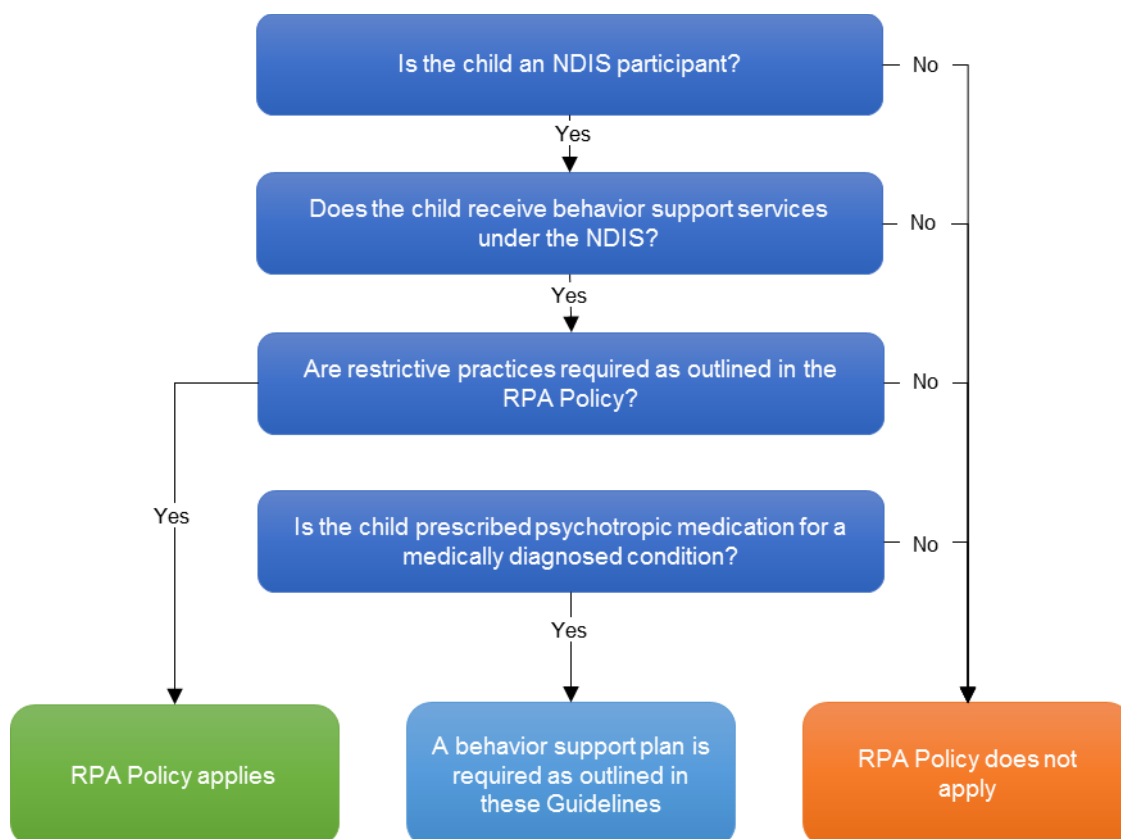 Is the child an NDIS participant?
No
Yes
Does the child receive behavior support services
under the NDIS?
No
Yes
Are restrictive practices required as outlined in the
RPA Policy?
No
Yes
Is the child prescribed psychotropic medication for a
medically diagnosed condition?
No
Yes
RPA Policy applies
A behavior support plan is
required as outlined in
these Guidelines
RPA Policy does not
apply